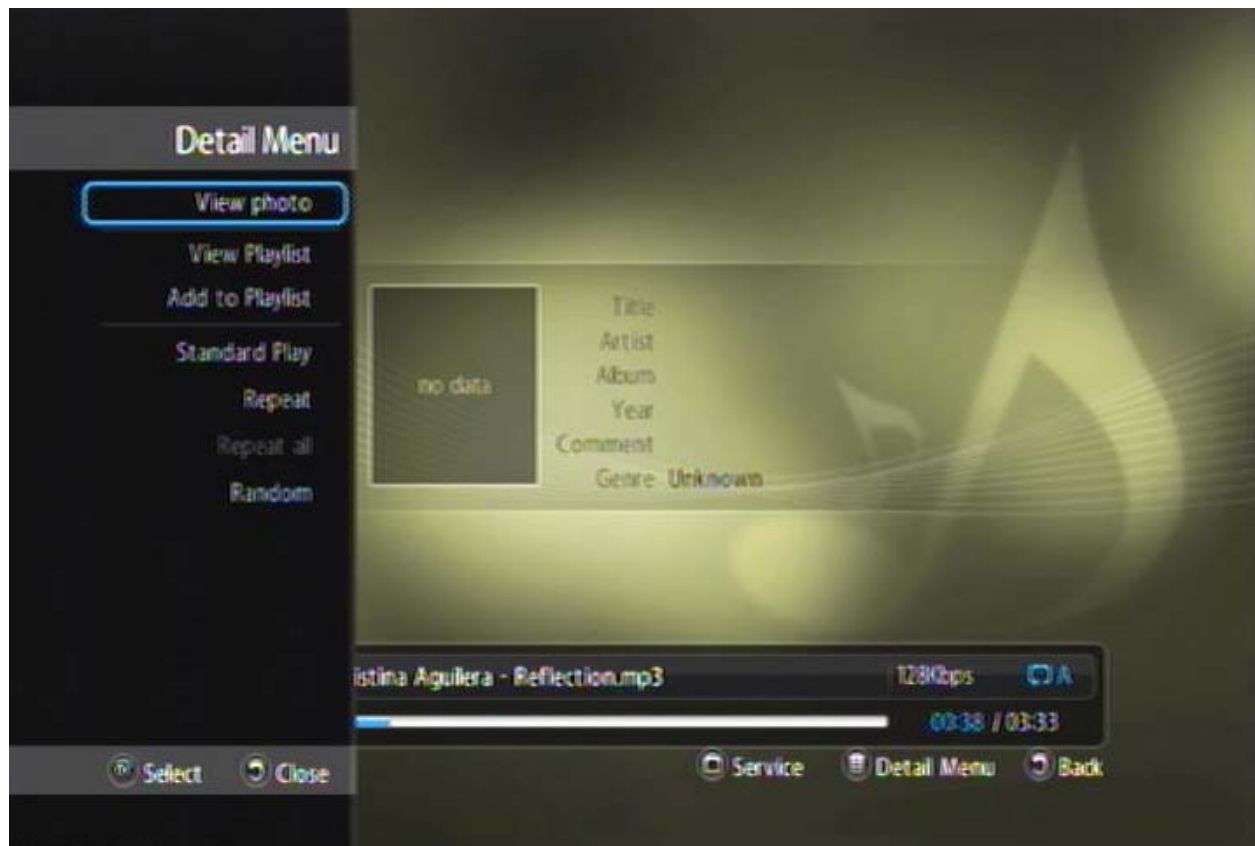 Detail Menu
View photo
View Playlist
Add to Playlist
Standard Play
Repeat
Repeat all
Random
Select Close
no data
Title
Artist
Album
Year
Comment
Genre Unknown
istina Aguilera - Reflection.mp3 128Kbps A
00:38 / 03:33
Service Detail Menu Back